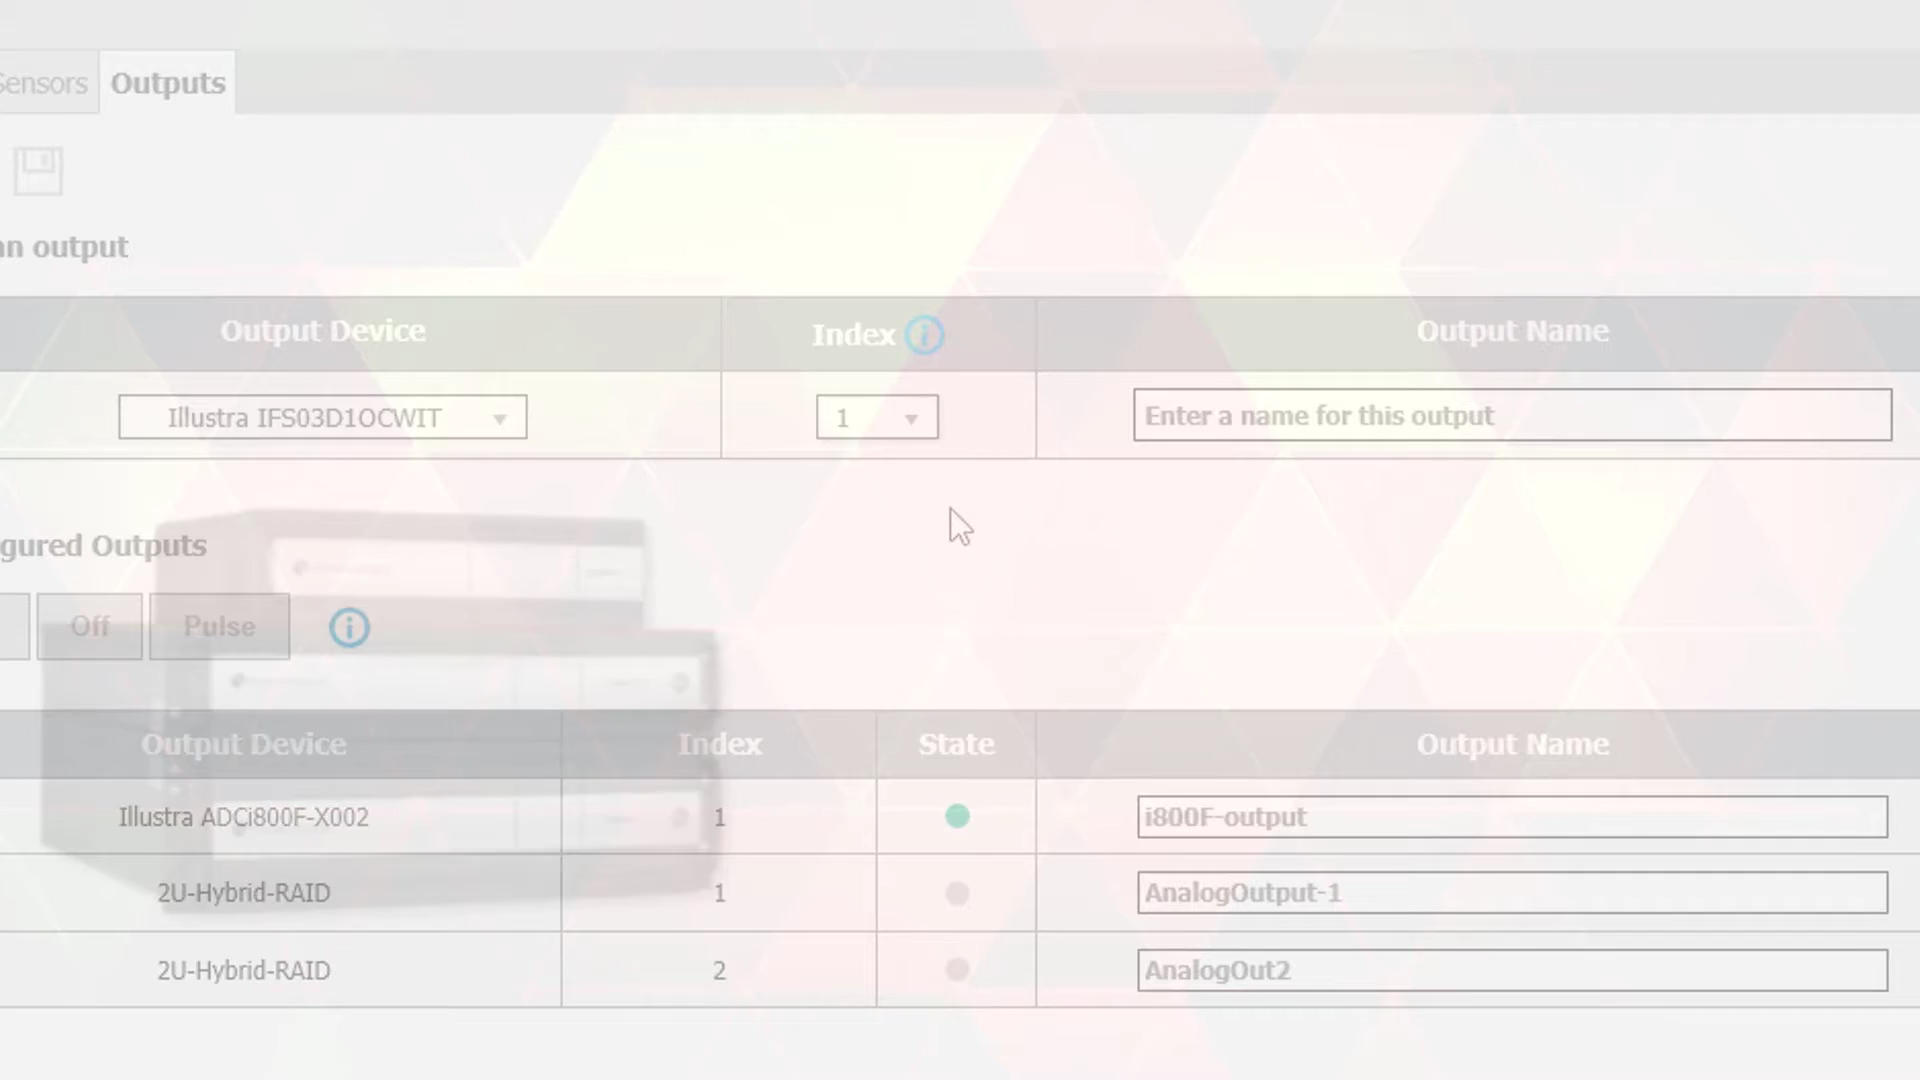 Sensors Outputs
an output
Output Device Index Output Name
Illustra IFS03D1OCWIT 1 Enter a name for this output
gured Outputs
Off Pulse
Output Device Index State Output Name
Illustra ADCi800F-X002 1 i800F-output
2U-Hybrid-RAID 1 AnalogOutput-1
2U-Hybrid-RAID 2 AnalogOut2